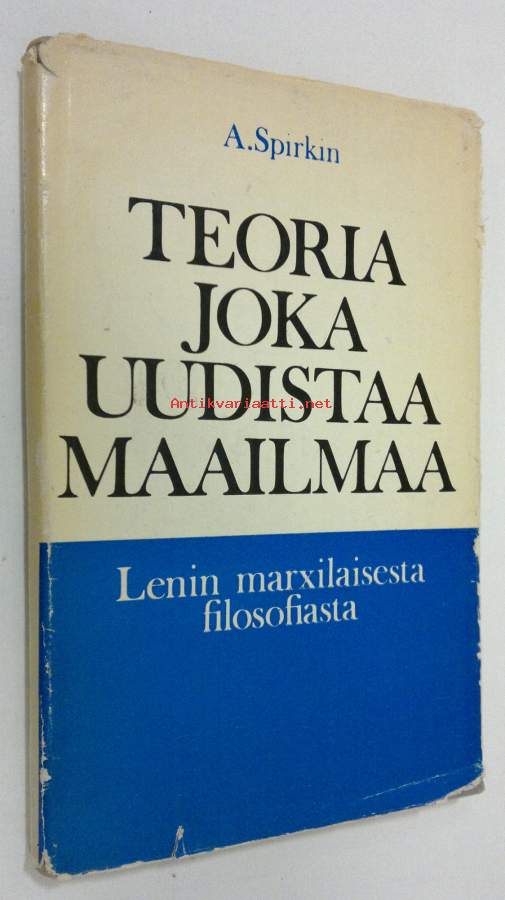 A.Spirkin
TEORIA
JOKA
UUDISTAA
Antikvariaatti.net
MAAILMAA
Lenin marxilaisesta
filosofiasta